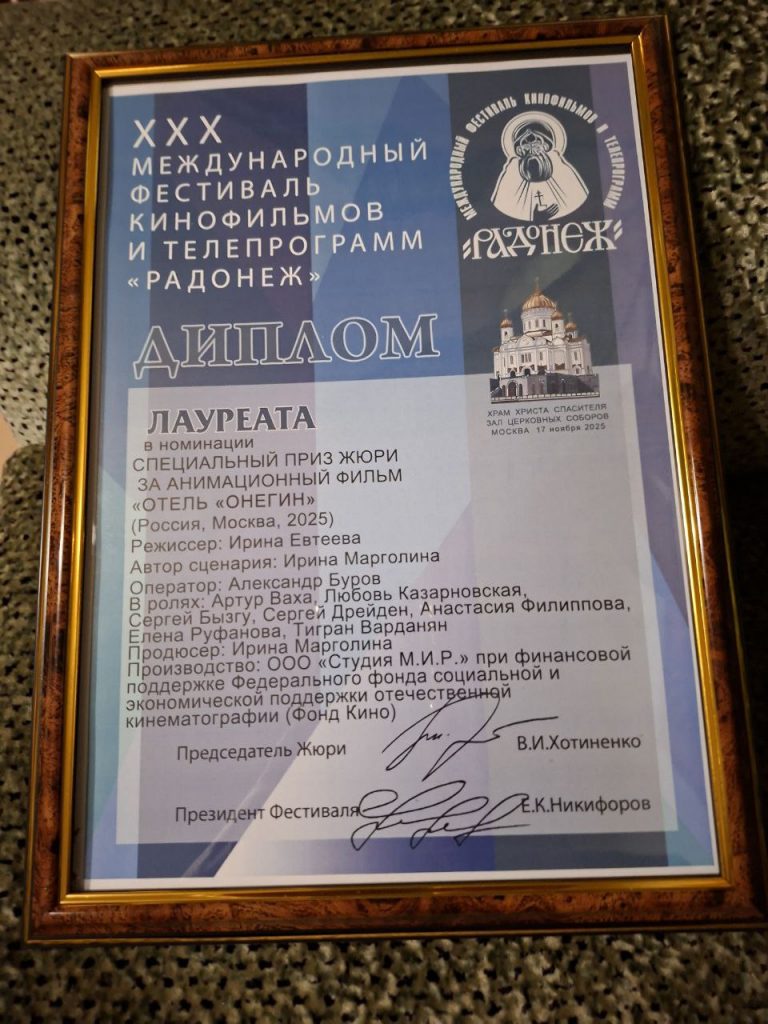 XXX
МЕЖДУНАРОДНЫЙ
ФЕСТИВАЛЬ
КИНОФИЛЬМОВ
И ТЕЛЕПРОГРАММ
«РАДОНЕЖ»
МЕЖДУНАРОДНЫЙ ФЕСТИВАЛЬ КИНОФИЛЬМОВ И ТЕЛЕПРОГРАММ
РАДОНЕЖ
ДИПЛОМ
ХРАМ ХРИСТА СПАСИТЕЛЯ
ЗАЛ ЦЕРКОВНЫХ СОБОРОВ
МОСКВА 17 ноября 2025
ЛАУРЕАТА
в номинации
СПЕЦИАЛЬНЫЙ ПРИЗ ЖЮРИ
ЗА АНИМАЦИОННЫЙ ФИЛЬМ
«ОТЕЛЬ «ОНЕГИН»
(Россия, Москва, 2025)
Режиссер: Ирина Евтеева
Автор сценария: Ирина Марголина
Оператор: Александр Буров
В ролях: Артур Ваха, Любовь Казарновская,
Сергей Бызгу, Сергей Дрейден, Анастасия Филиппова,
Елена Руфанова, Тигран Варданян
Продюсер: Ирина Марголина
Производство: ООО «Студия М.И.Р.» при финансовой
поддержке Федерального фонда социальной и
экономической поддержки отечественной
кинематографии (Фонд Кино)
Председатель Жюри В.И.Хотиненко
Президент Фестиваля Е.К.Никифоров